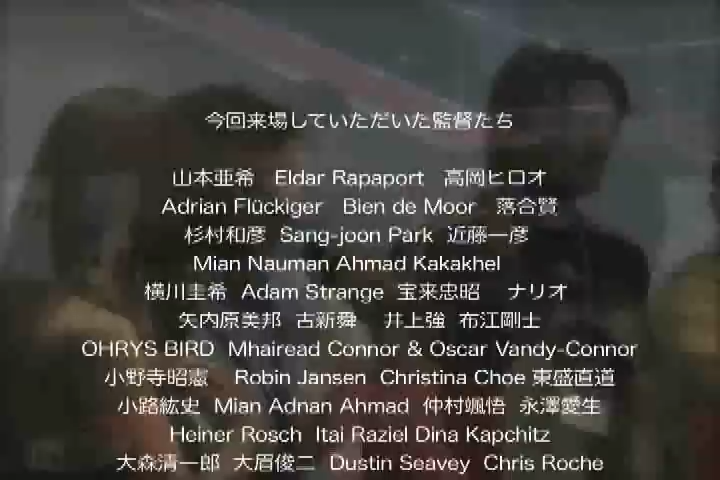 今回来場していただいた監督たち
山本亜希 Eldar Rapaport 高岡ヒロオ
Adrian Flückiger Bien de Moor 落合賢
杉村和彦 Sang-joon Park 近藤一彦
Mian Nauman Ahmad Kakakhel
横川圭希 Adam Strange 宝来忠昭 ナリオ
矢内原美邦 古新舜 井上強 布江剛士
OHRYS BIRD Mhairead Connor & Oscar Vandy-Connor
小野寺昭憲 Robin Jansen Christina Choe 東盛直道
小路紘史 Mian Adnan Ahmad 仲村颯悟 永澤愛生
Heiner Rosch Itai Raziel Dina Kapchitz
大森清一郎 大眉俊二 Dustin Seavey Chris Roche